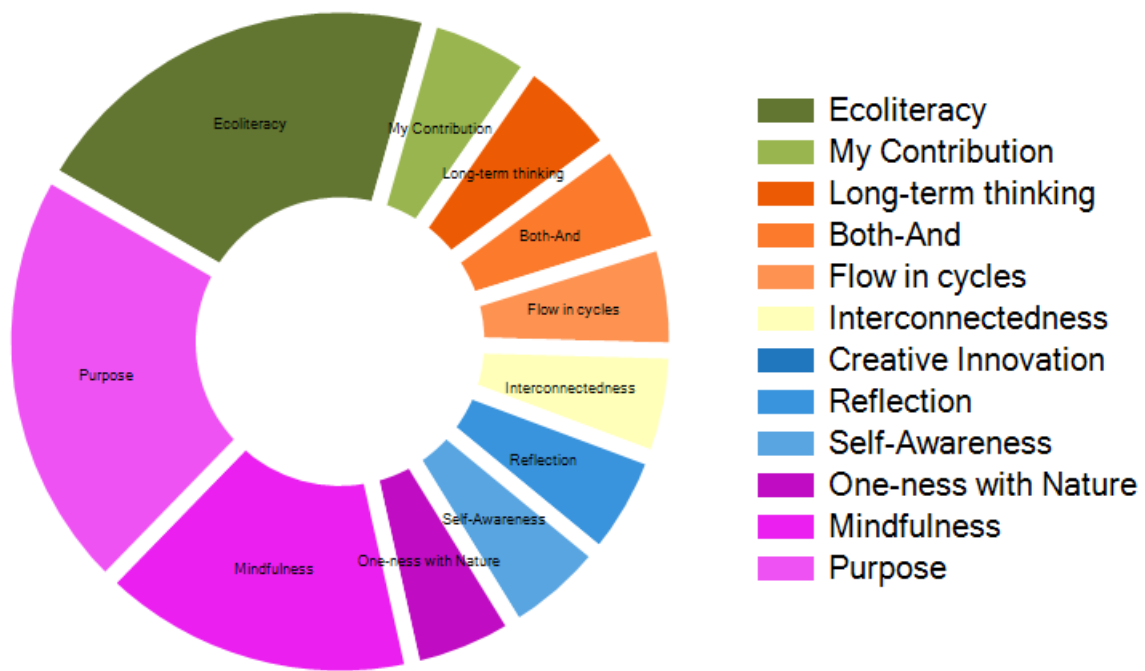 Ecoliteracy
My Contribution
Long-term thinking
Both-And
Flow in cycles
Interconnectedness
Reflection
Self-Awareness
One-ness with Nature
Mindfulness
Purpose
Ecoliteracy
My Contribution
Long-term thinking
Both-And
Flow in cycles
Interconnectedness
Creative Innovation
Reflection
Self-Awareness
One-ness with Nature
Mindfulness
Purpose